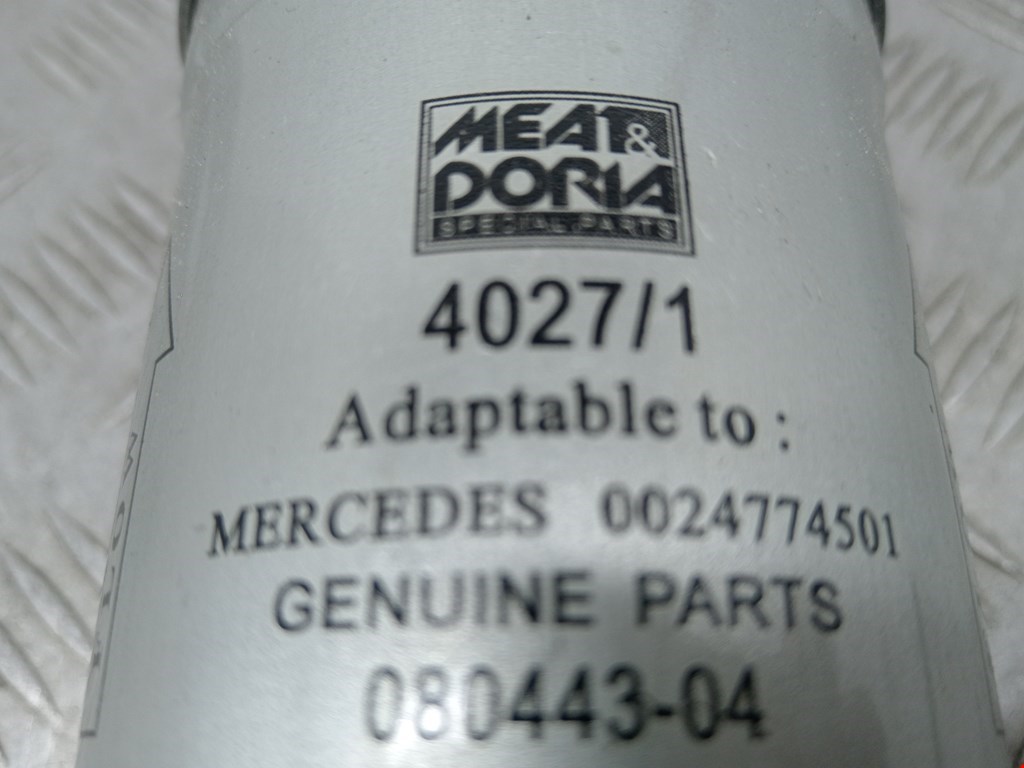 MEAT &
DORIA
SPECIAL PARTS
4027/1
Adaptable to :
MERCEDES 0024774501
GENUINE PARTS
080443-04